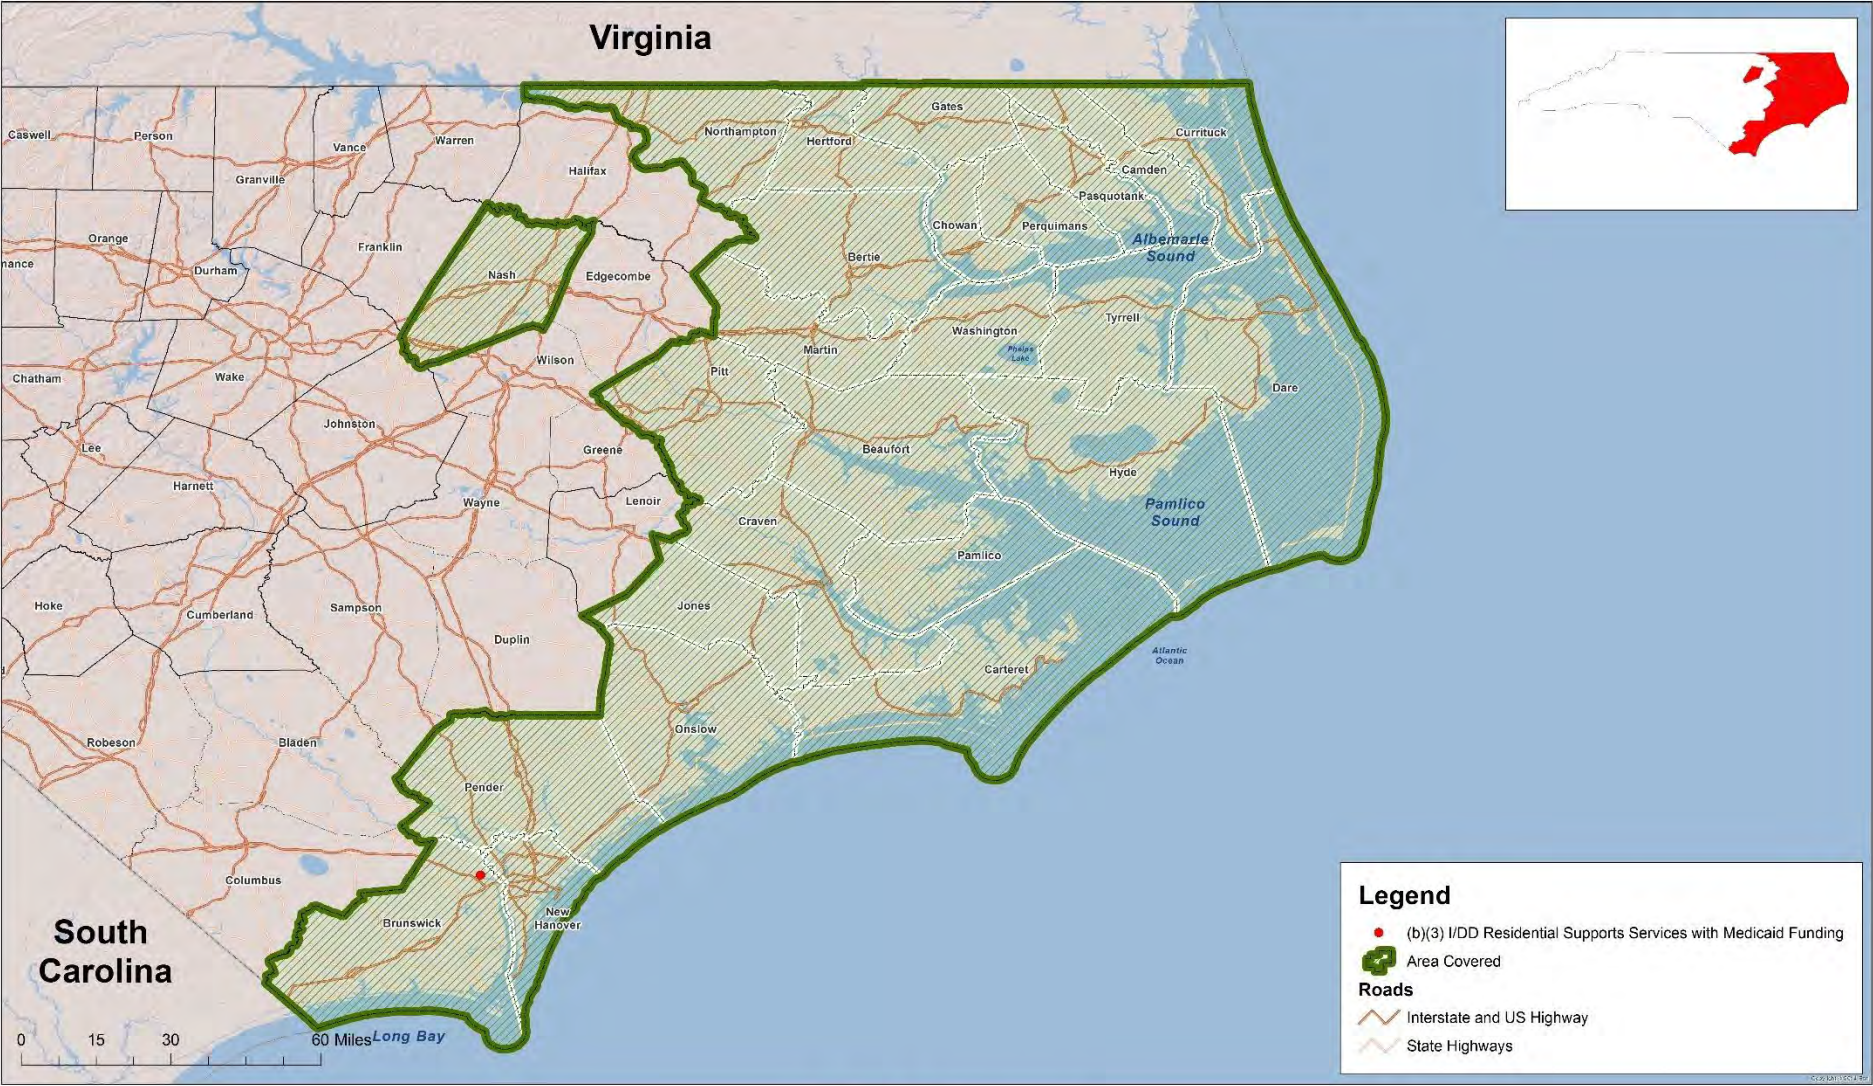 Virginia
Gates
Northampton
Hertford
Currituck
Caswell
Person
Vance
Warren
Halifax
Granville
Camden
Pasquotank
Chowan
Perquimans
Albemarle
Sound
Orange
mance
Franklin
Durham
Nash
Edgecombe
Bertie
Washington
Tyrrell
Phelps
Lake
Martin
Wilson
Pitt
Chatham
Wake
Dare
Johnston
Lee
Greene
Beaufort
Hyde
Harnett
Wayne
Lenoir
Pamlico
Sound
Craven
Pamlico
Hoke
Cumberland
Sampson
Jones
Duplin
Atlantic
Ocean
Carteret
Robeson
Bladen
Onslow
Pender
Columbus
Brunswick
New
Hanover
South
Carolina
0 15 30 60 Miles
Long Bay
Legend
(b)(3) I/DD Residential Supports Services with Medicaid Funding
Area Covered
Roads
Interstate and US Highway
State Highways